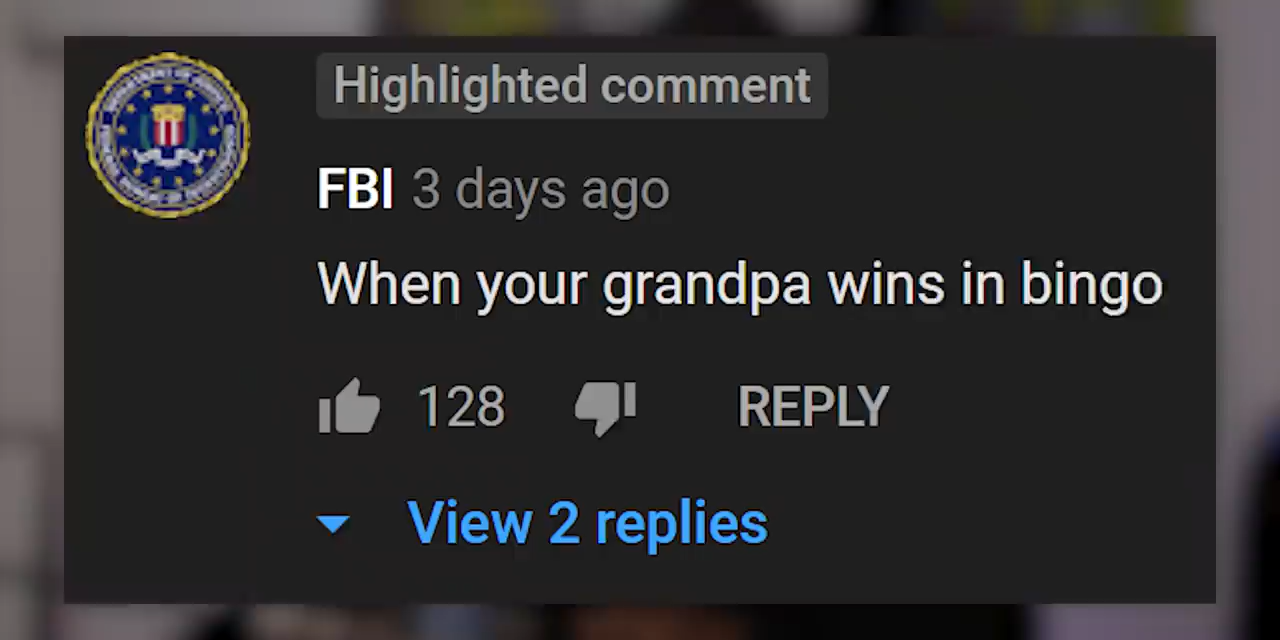 Highlighted comment
FBI 3 days ago
When your grandpa wins in bingo
128 REPLY
View 2 replies